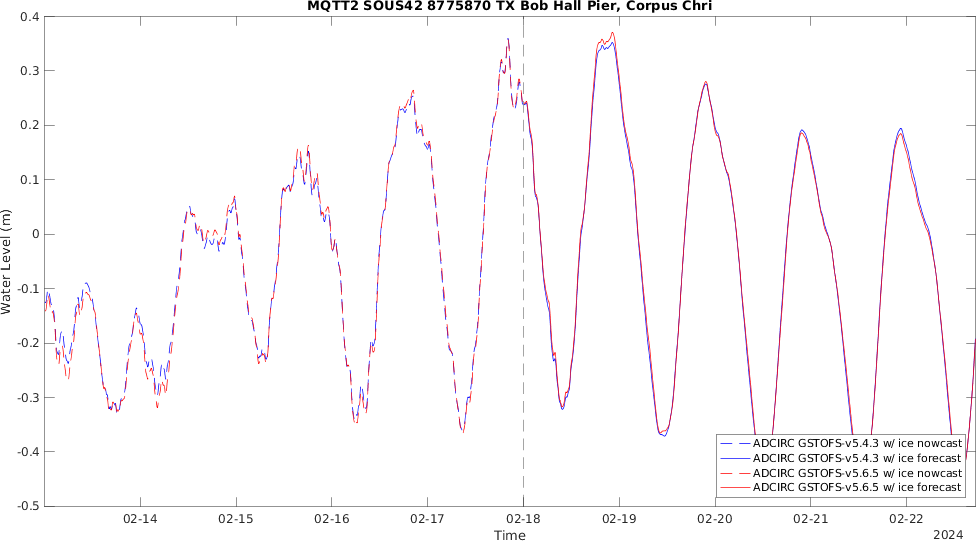 MQTT2 SOUS42 8775870 TX Bob Hall Pier, Corpus Chri
0.4
0.3
0.2
0.1
0
-0.1
-0.2
-0.3
-0.4
-0.5
Water Level (m)
ADCIRC GSTOFS-v5.4.3 w/ ice nowcast
ADCIRC GSTOFS-v5.4.3 w/ ice forecast
ADCIRC GSTOFS-v5.6.5 w/ ice nowcast
ADCIRC GSTOFS-v5.6.5 w/ ice forecast
02-14 02-15 02-16 02-17 02-18 02-19 02-20 02-21 02-22
Time
2024